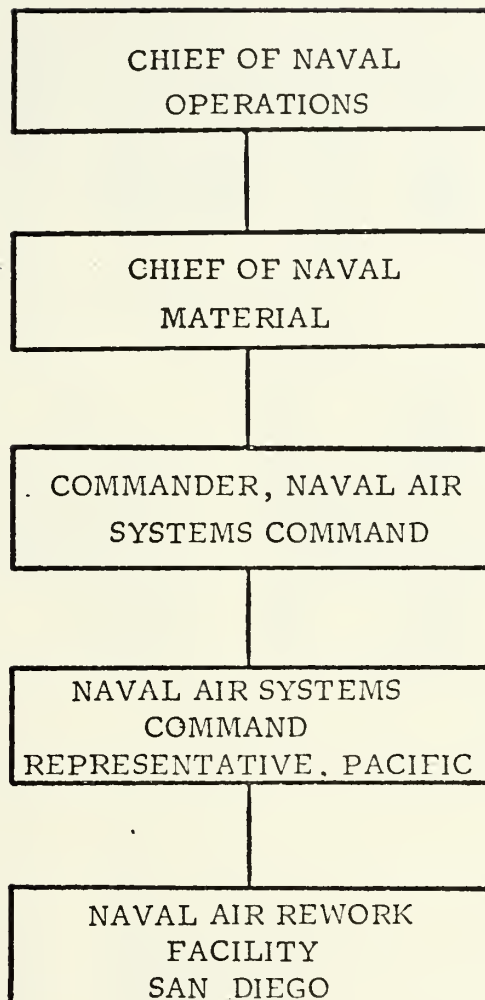 CHIEF OF NAVAL
OPERATIONS
CHIEF OF NAVAL
MATERIAL
COMMANDER, NAVAL AIR
SYSTEMS COMMAND
NAVAL AIR SYSTEMS
COMMAND
REPRESENTATIVE, PACIFIC
NAVAL AIR REWORK
FACILITY
SAN DIEGO